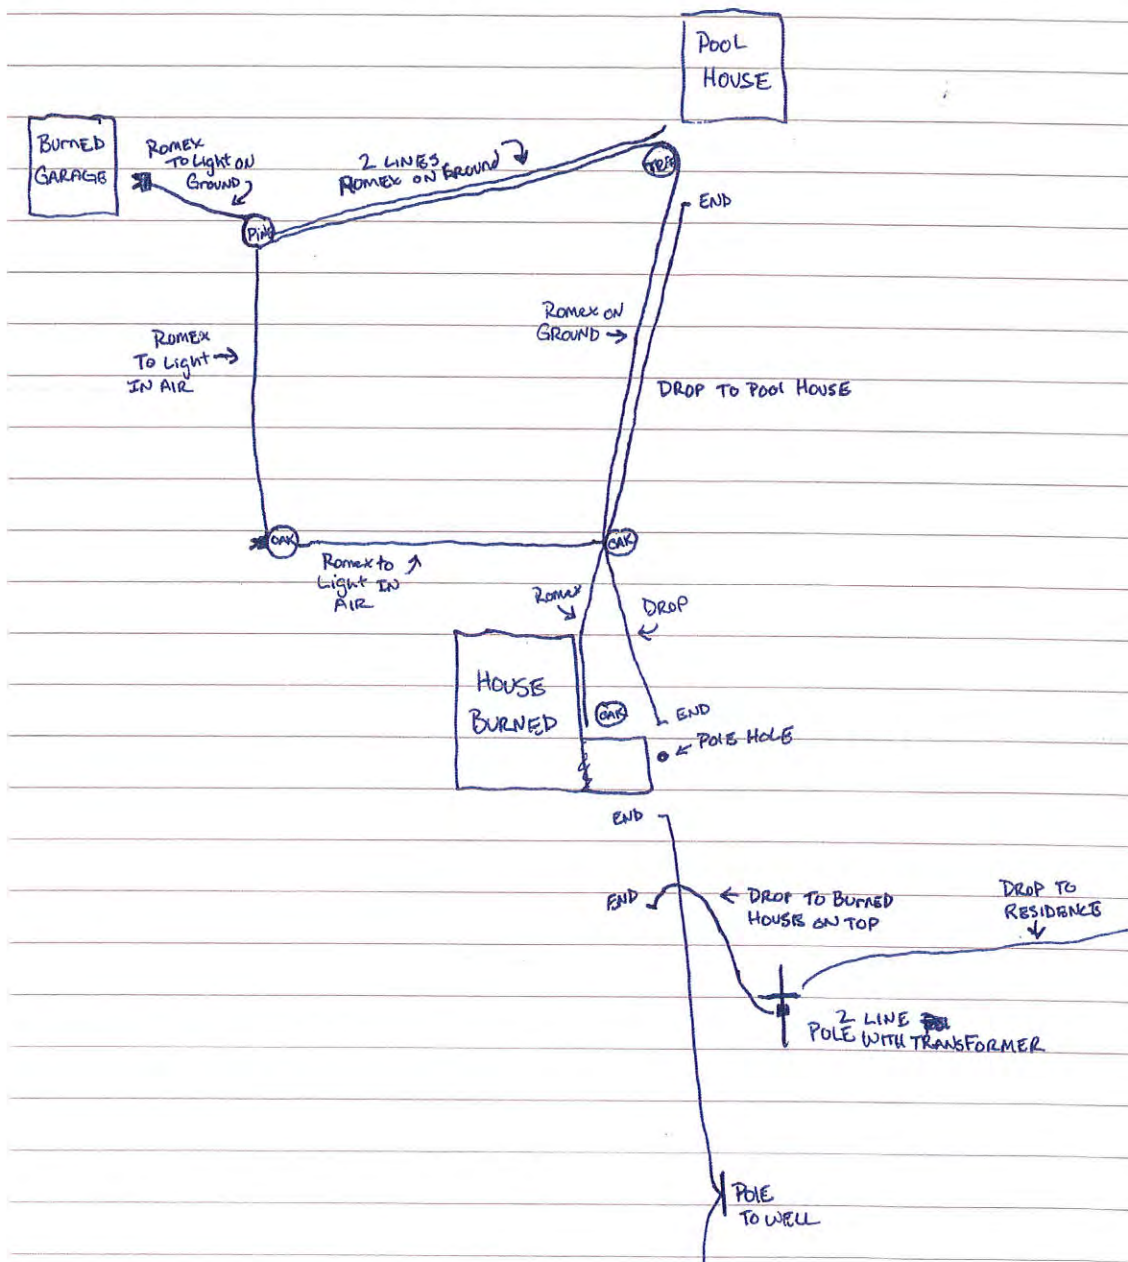 POOL
HOUSE
BURNED
GARAGE
ROMEX
TO Light ON
GROUND
2 LINES
ROMEX ON GROUND
TREE
END
PINE
ROMEX ON
GROUND
ROMEX
TO Light
IN AIR
DROP TO POOL HOUSE
OAK
OAK
ROMEX to
Light IN
AIR
ROMEX
DROP
HOUSE
BURNED
OAK
END
POLE HOLE
END
END
DROP TO BURNED
HOUSE ON TOP
DROP TO
RESIDENCE
2 LINE
POLE WITH TRANSFORMER
POLE
TO WELL